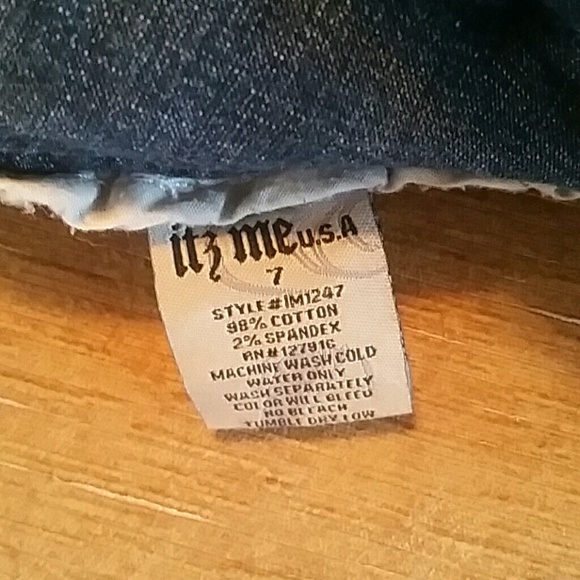 itz me U.S.A
7
STYLE#IM1247
98% COTTON
2% SPANDEX
RN#127916
MACHINE WASH COLD
WATER ONLY
WASH SEPARATELY
COLOR WILL BLEED
NO BLEACH
TUMBLE DRY LOW